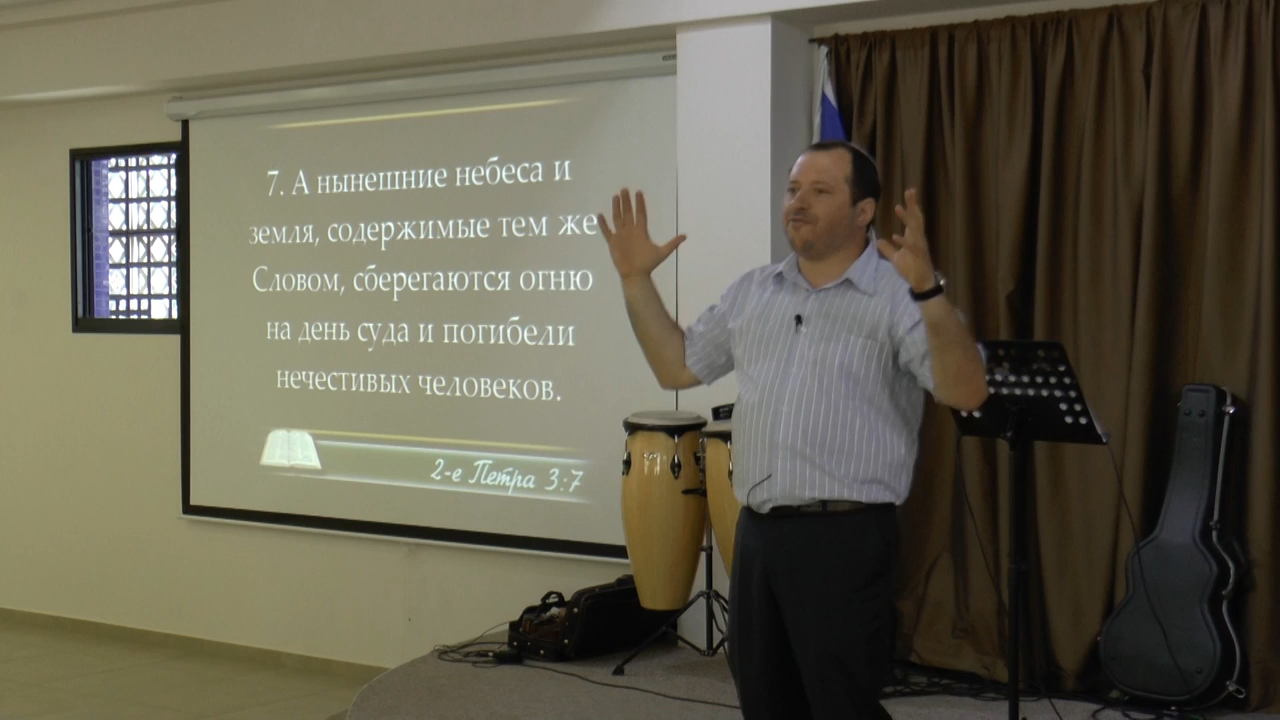 7. А нынешние небеса и
земля, содержимые тем же
Словом, сберегаются огню
на день суда и погибели
нечестивых человеков.
2-е Петра 3:7